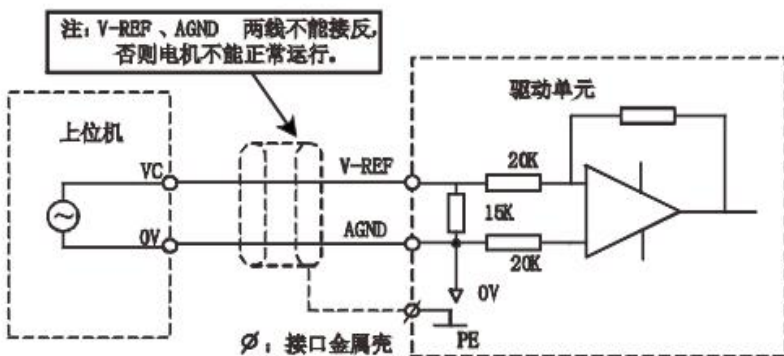 注：V-REF 、AGND 两线不能接反，
否则电机不能正常运行。
上位机
驱动单元
VC
V-REF
20K
15K
0V
AGND
20K
0V
PE
Ø：接口金属壳